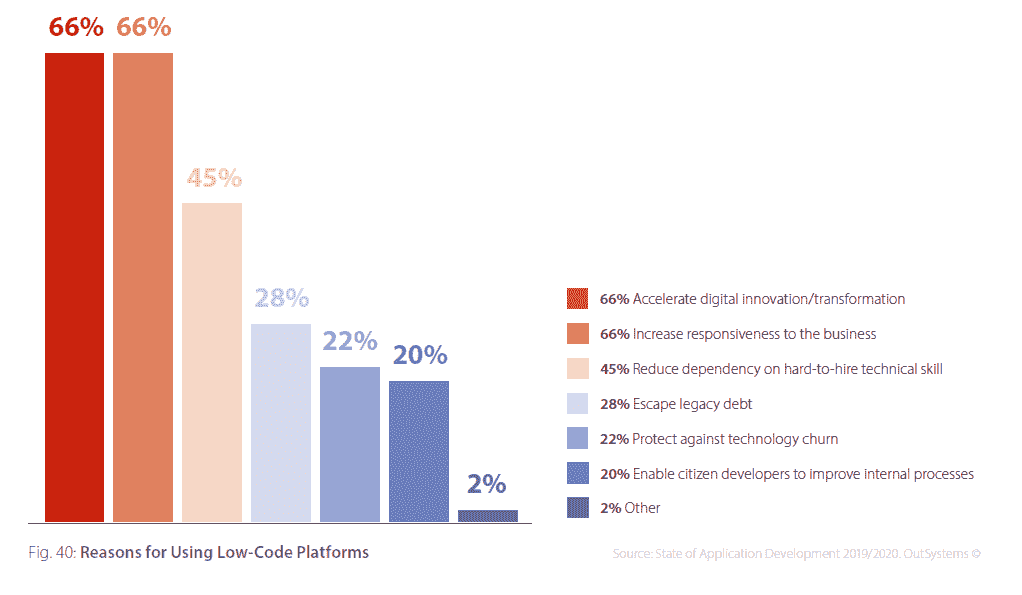 66% 66%
45%
28%
22%
20%
2%
66% Accelerate digital innovation/transformation
66% Increase responsiveness to the business
45% Reduce dependency on hard-to-hire technical skill
28% Escape legacy debt
22% Protect against technology churn
20% Enable citizen developers to improve internal processes
2% Other
Fig. 40: Reasons for Using Low-Code Platforms
Source: State of Application Development 2019/2020. OutSystems ©